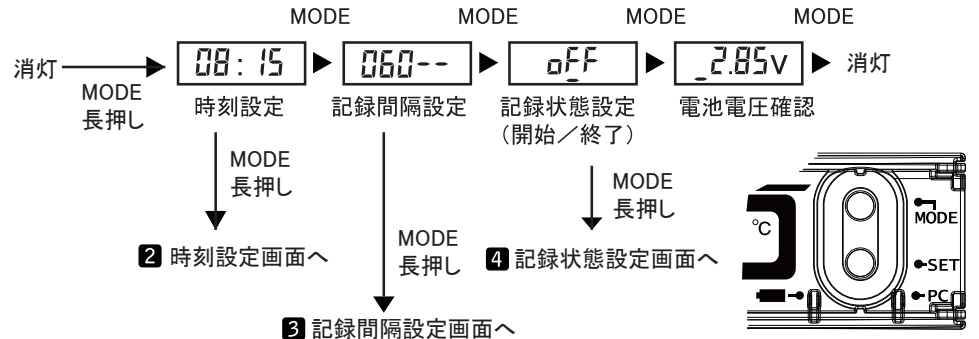 MODE MODE MODE MODE
消灯 08:15 060-- oFF 2.85V 消灯
MODE
長押し
時刻設定 記録間隔設定 記録状態設定 電池電圧確認
(開始/終了)
MODE
長押し
MODE
長押し
2 時刻設定画面へ
MODE
長押し
4 記録状態設定画面へ
3 記録間隔設定画面へ
℃
MODE
SET
PC